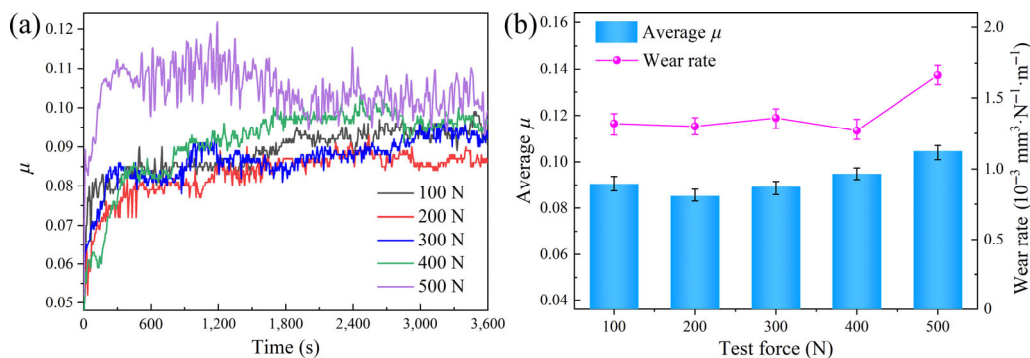 (a)
0.12
0.11
0.10
0.09
0.08
0.07
0.06
0.05
μ
100 N
200 N
300 N
400 N
500 N
0 600 1,200 1,800 2,400 3,000 3,600
Time (s)
(b)
0.16
0.14
0.12
0.10
0.08
0.06
0.04
Average μ
Average μ
Wear rate
2.0
1.5
1.0
0.5
0
Wear rate (10⁻³ mm³·N⁻¹·m⁻¹)
100 200 300 400 500
Test force (N)